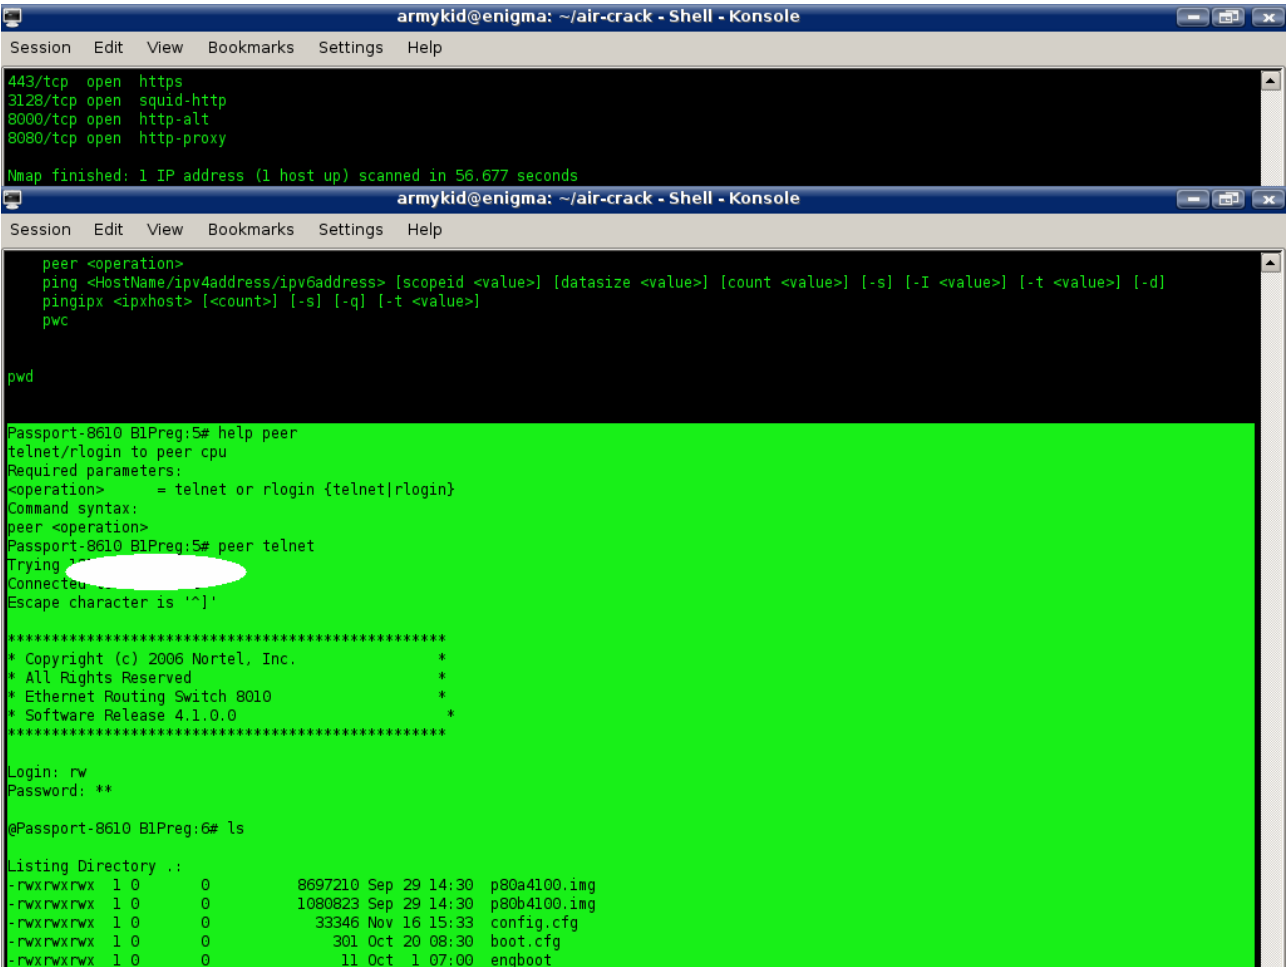 armykid@enigma: ~/air-crack - Shell - Konsole
Session Edit View Bookmarks Settings Help
443/tcp open https
3128/tcp open squid-http
8000/tcp open http-alt
8080/tcp open http-proxy
Nmap finished: 1 IP address (1 host up) scanned in 56.677 seconds
armykid@enigma: ~/air-crack - Shell - Konsole
Session Edit View Bookmarks Settings Help
peer <operation>
ping <HostName/ipv4address/ipv6address> [scopeid <value>] [datasize <value>] [count <value>] [-s] [-I <value>] [-t <value>] [-d]
pingipx <ipxhost> [<count>] [-s] [-q] [-t <value>]
pwc
pwd
Passport-8610 B1Preg:5# help peer
telnet/rlogin to peer cpu
Required parameters:
<operation> = telnet or rlogin {telnet|rlogin}
Command syntax:
peer <operation>
Passport-8610 B1Preg:5# peer telnet
Trying
Connected
Escape character is '^]'
**************************************************
* Copyright (c) 2006 Nortel, Inc. *
* All Rights Reserved *
* Ethernet Routing Switch 8010 *
* Software Release 4.1.0.0 *
**************************************************
Login: rw
Password: **
@Passport-8610 B1Preg:6# ls
Listing Directory .:
-rwxrwxrwx 1 0 0 8697210 Sep 29 14:30 p80a4100.img
-rwxrwxrwx 1 0 0 1080823 Sep 29 14:30 p80b4100.img
-rwxrwxrwx 1 0 0 33346 Nov 16 15:33 config.cfg
-rwxrwxrwx 1 0 0 301 Oct 20 08:30 boot.cfg
-rwxrwxrwx 1 0 0 11 Oct 1 07:00 engboot